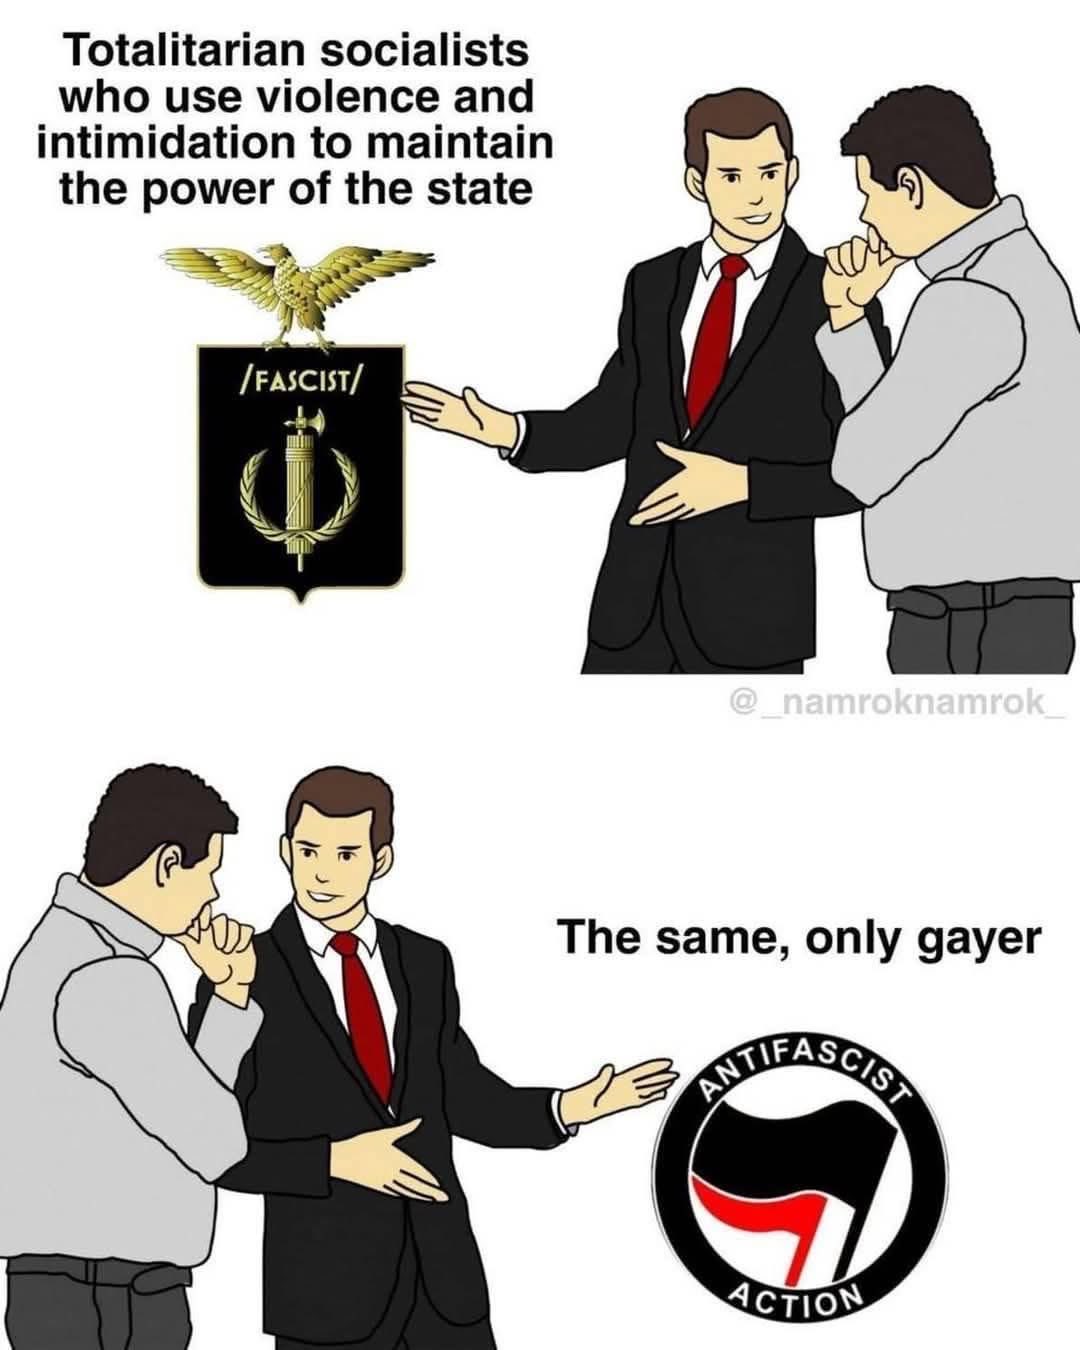 Totalitarian socialists
who use violence and
intimidation to maintain
the power of the state
/FASCIST/
@_namroknamrok_
The same, only gayer
ANTIFASCIST
ACTION